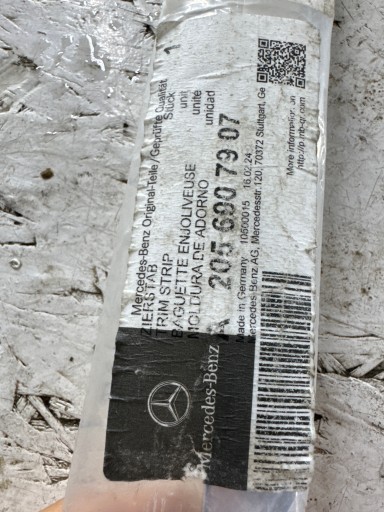 Mercedes-Benz Original-Teile/Geprüfte Qualität
ZIERSTAB
TRIM STRIP
BAGUETTE ENJOLIVEUSE
MOLDURA DE ADORNO
1
Stück
unit
unité
unidad
A 205 690 79 07
Made in Germany 10600015 16.02.24
Mercedes-Benz AG, Mercedesstr.120, 70372 Stuttgart, Ge
More information on
Mercedes-Benz